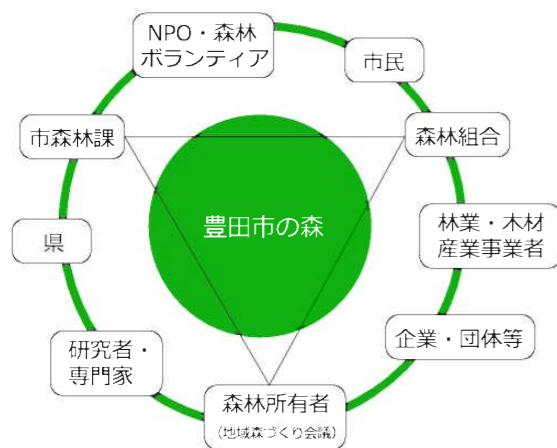 NPO・森林
ボランティア
市民
市森林課
森林組合
豊田市の森
県
林業・木材
産業事業者
研究者・
専門家
企業・団体等
森林所有者
(地域森づくり会議)